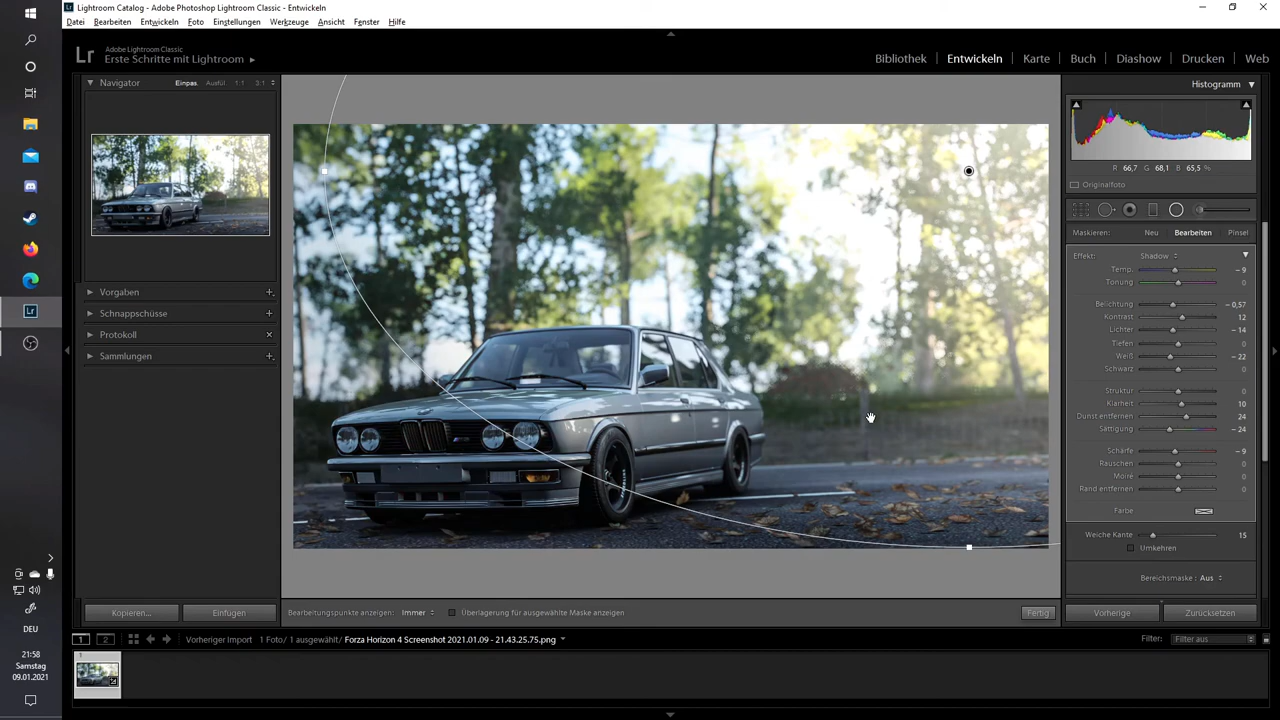 Lightroom Catalog - Adobe Photoshop Lightroom Classic - Entwickeln
Datei Bearbeiten Entwickeln Foto Einstellungen Werkzeuge Ansicht Fenster Hilfe
Lr
Adobe Lightroom Classic
Erste Schritte mit Lightroom
Bibliothek | Entwickeln | Karte | Buch | Diashow | Drucken | Web
Navigator Einpas. Ausfül. 1:1 3:1
Vorgaben
Schnappschüsse
Protokoll
Sammlungen
Kopieren... Einfügen
Histogramm
R 66,7 G 68,1 B 65,5 %
Originalfoto
Maskieren: Neu Bearbeiten Pinsel
Effekt: Shadow
Temp. – 9
Tonung 0
Belichtung – 0,57
Kontrast 12
Lichter – 14
Tiefen 0
Weiß – 22
Schwarz 0
Struktur 0
Klarheit 10
Dunst entfernen 24
Sättigung – 24
Schärfe – 9
Rauschen 0
Moiré 0
Rand entfernen 0
Farbe
Weiche Kante 15
Umkehren
Bereichsmaske : Aus
Vorherige Zurücksetzen
Bearbeitungspunkte anzeigen: Immer Überlagerung für ausgewählte Maske anzeigen Fertig
1 2 Vorheriger Import 1 Foto/ 1 ausgewählt/ Forza Horizon 4 Screenshot 2021.01.09 - 21.43.25.75.png Filter: Filter aus
1
Lr
DEU
21:58
Samstag
09.01.2021